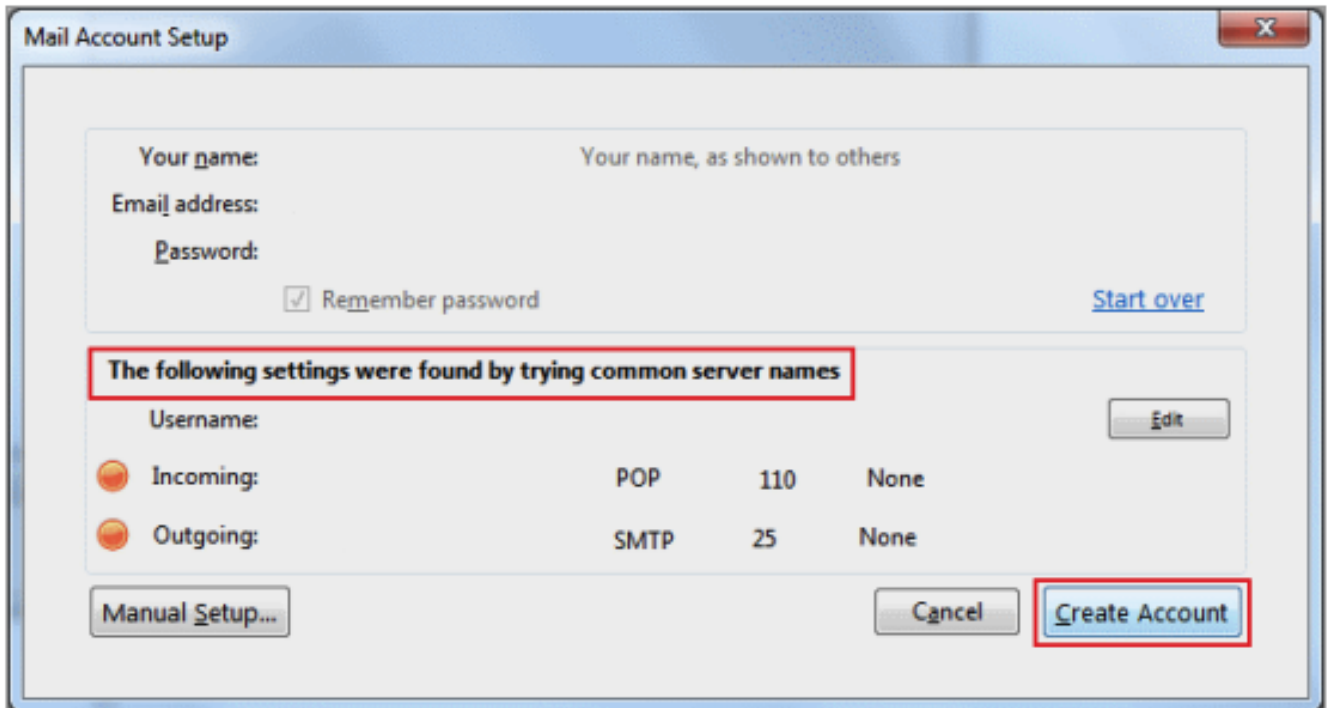 Mail Account Setup
Your name: Your name, as shown to others
Email address:
Password:
Remember password Start over
The following settings were found by trying common server names
Username: Edit
Incoming: POP 110 None
Outgoing: SMTP 25 None
Manual Setup... Cancel Create Account